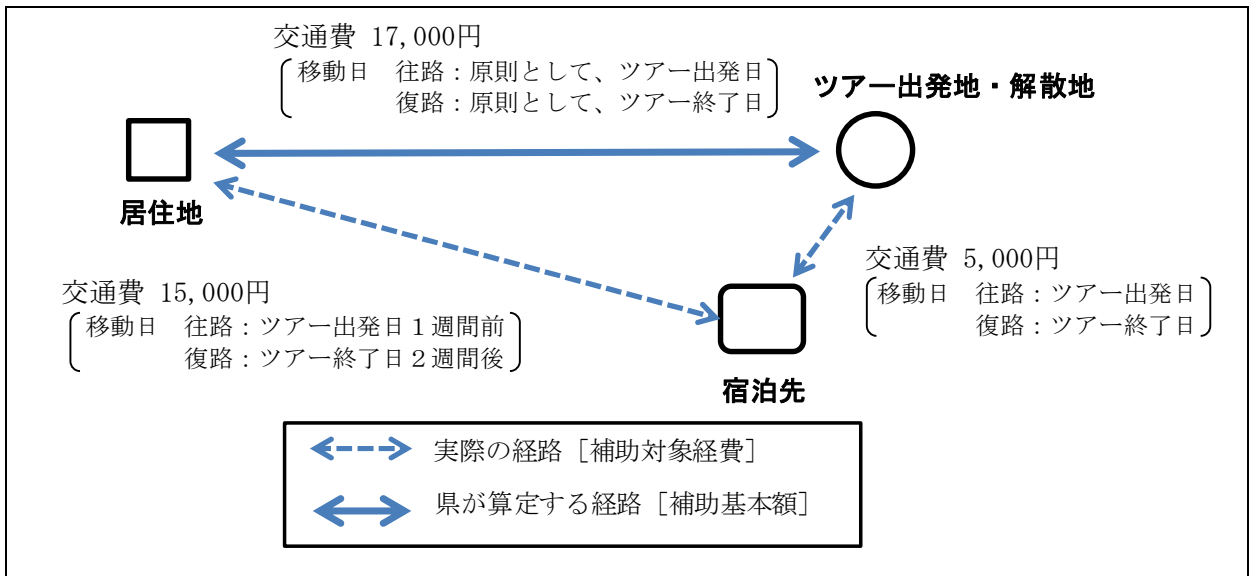 交通費 17,000円
移動日　往路：原則として、ツアー出発日
復路：原則として、ツアー終了日
ツアー出発地・解散地
居住地
交通費 5,000円
移動日　往路：ツアー出発日
復路：ツアー終了日
交通費 15,000円
移動日　往路：ツアー出発日１週間前
復路：ツアー終了日２週間後
宿泊先
実際の経路［補助対象経費］
県が算定する経路［補助基本額］